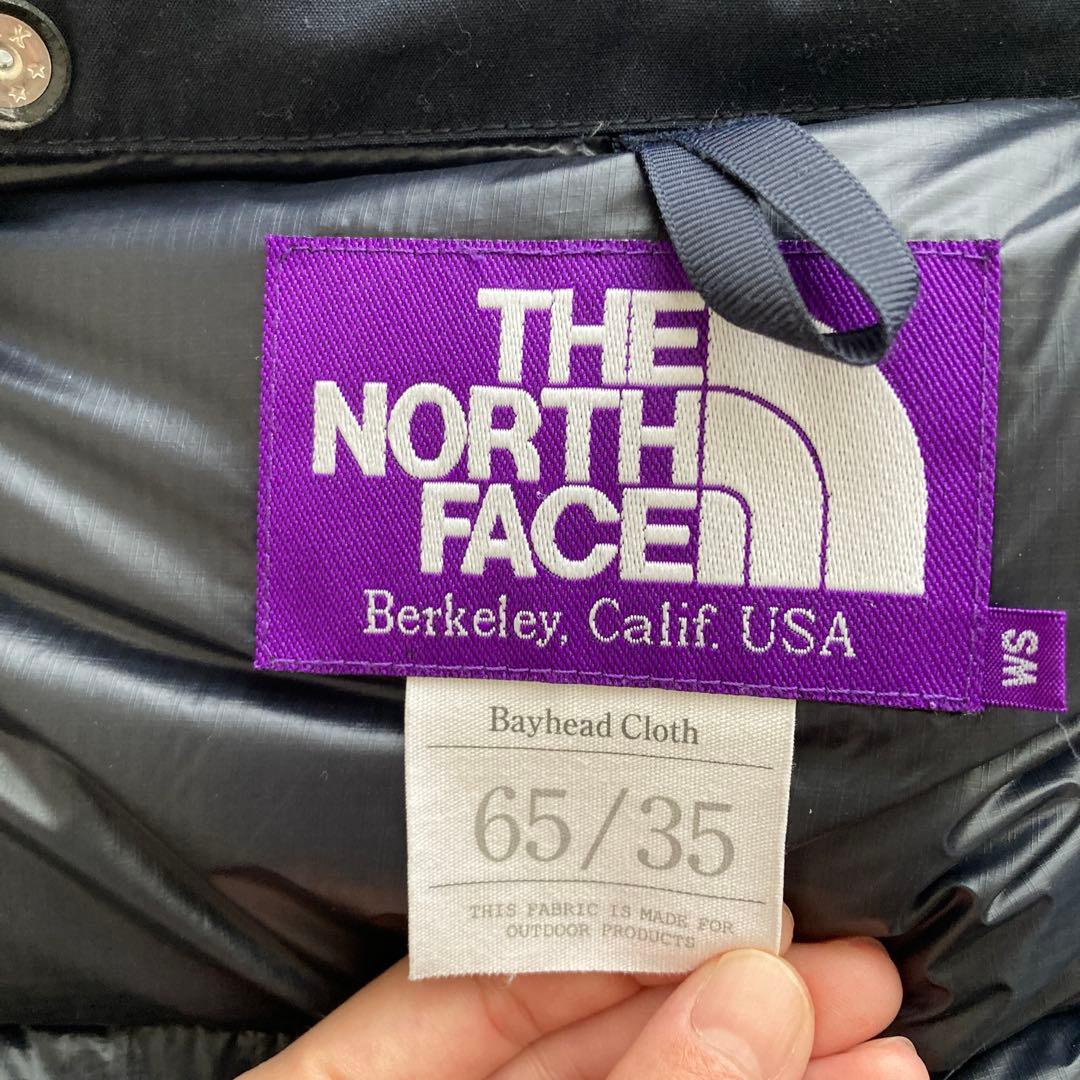 THE
NORTH
FACE
Berkeley, Calif. USA
WS
Bayhead Cloth
65/35
THIS FABRIC IS MADE FOR
OUTDOOR PRODUCTS